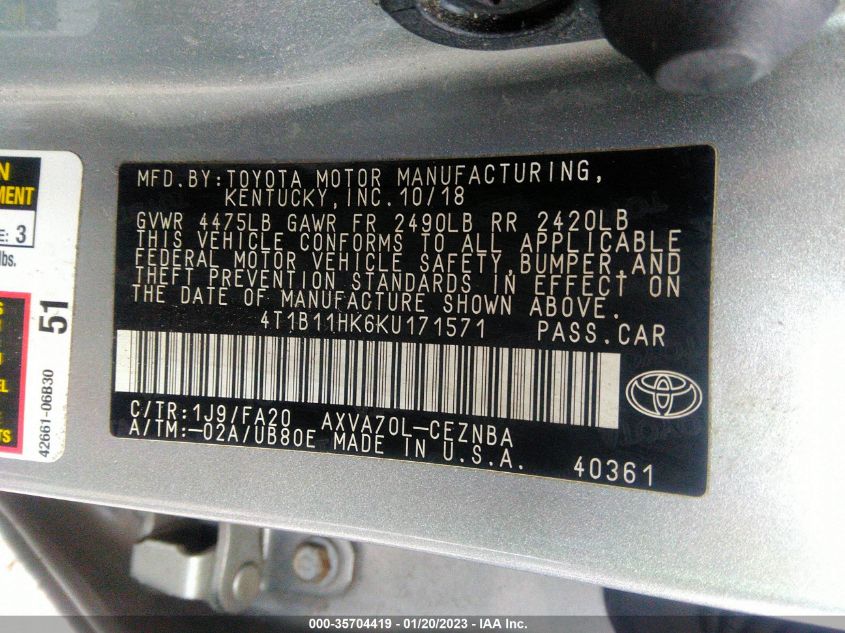 MFD.BY:TOYOTA MOTOR MANUFACTURING,
KENTUCKY,INC.10/18
GVWR 4475LB GAWR FR 2490LB RR 2420LB
THIS VEHICLE CONFORMS TO ALL APPLICABLE
FEDERAL MOTOR VEHICLE SAFETY,BUMPER,AND
THEFT PREVENTION STANDARDS IN EFFECT ON
THE DATE OF MANUFACTURE SHOWN ABOVE.
4T1B11HK6KU171571 PASS.CAR
C/TR:1J9/FA20 AXVA70L-CEZNBA
A/TM:-02A/UB80E MADE IN U.S.A.
40361
N
MENT
E: 3
lbs.
S
EL
TS
51
42661-06B30
000-35704419 - 01/20/2023 - IAA Inc.